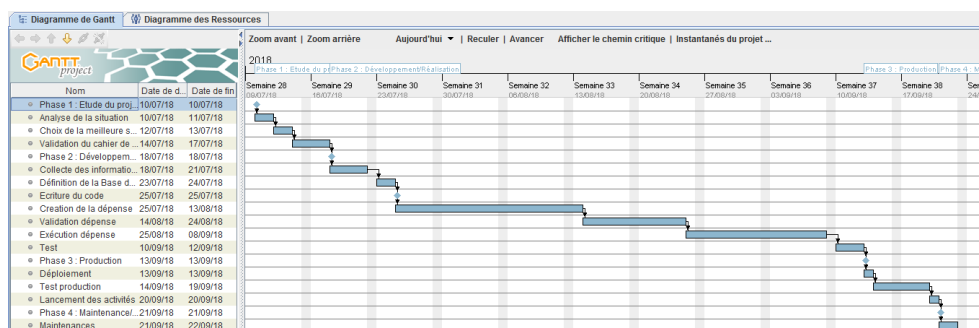 Diagramme de Gantt Diagramme des Ressources
Zoom avant | Zoom arrière Aujourd'hui | Reculer | Avancer Afficher le chemin critique | Instantanés du projet ...
GANTT project
2018
Phase 1 : Etude du pr Phase 2 : Développement/Réalisation Phase 3 : Production Phase 4 : M
Nom Date de d... Date de fin
Semaine 28 Semaine 29 Semaine 30 Semaine 31 Semaine 32 Semaine 33 Semaine 34 Semaine 35 Semaine 36 Semaine 37 Semaine 38 Ser
09/07/18 16/07/18 23/07/18 30/07/18 06/08/18 13/08/18 20/08/18 27/08/18 03/09/18 10/09/18 17/09/18 24/
Phase 1 : Etude du proj... 10/07/18 10/07/18
Analyse de la situation 10/07/18 11/07/18
Choix de la meilleure s... 12/07/18 13/07/18
Validation du cahier de ... 14/07/18 17/07/18
Phase 2 : Développem... 18/07/18 18/07/18
Collecte des informatio... 18/07/18 21/07/18
Définition de la Base d... 23/07/18 24/07/18
Ecriture du code 25/07/18 25/07/18
Creation de la dépense 25/07/18 13/08/18
Validation dépense 14/08/18 24/08/18
Exécution dépense 25/08/18 08/09/18
Test 10/09/18 12/09/18
Phase 3 : Production 13/09/18 13/09/18
Déploiement 13/09/18 13/09/18
Test production 14/09/18 19/09/18
Lancement des activités 20/09/18 20/09/18
Phase 4 : Maintenance/... 21/09/18 21/09/18
Maintenances 21/09/18 22/09/18